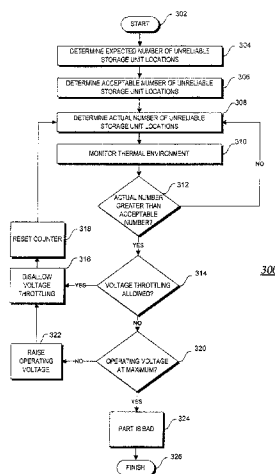 302
START
304
DETERMINE EXPECTED NUMBER OF UNRELIABLE
STORAGE UNIT LOCATIONS
306
DETERMINE ACCEPTABLE NUMBER OF UNRELIABLE
STORAGE UNIT LOCATIONS
308
DETERMINE ACTUAL NUMBER OF UNRELIABLE
STORAGE UNIT LOCATIONS
310
MONITOR THERMAL ENVIRONMENT
NO
312
ACTUAL NUMBER
GREATER THAN
ACCEPTABLE
NUMBER?
318
RESET COUNTER
YES
316
314
DISALLOW
VOLTAGE
THROTTLING
YES
VOLTAGE THROTTLING
ALLOWED?
300
NO
322
320
RAISE
OPERATING
VOLTAGE
NO
OPERATING VOLTAGE
AT MAXIMUM?
YES
324
PART IS BAD
326
FINISH